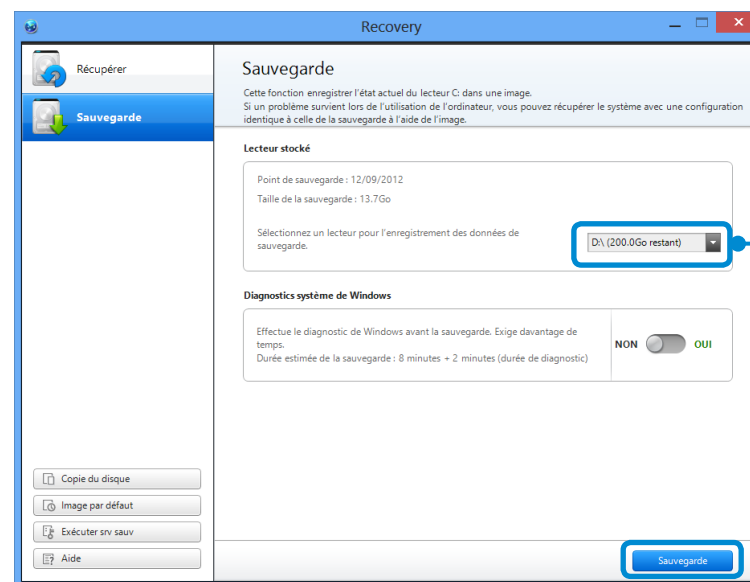 Recovery
Récupérer
Sauvegarde
Sauvegarde
Cette fonction enregistrer l'état actuel du lecteur C: dans une image.
Si un problème survient lors de l'utilisation de l'ordinateur, vous pouvez récupérer le système avec une configuration
identique à celle de la sauvegarde à l'aide de l'image.
Lecteur stocké
Point de sauvegarde : 12/09/2012
Taille de la sauvegarde : 13.7Go
Sélectionnez un lecteur pour l'enregistrement des données de
sauvegarde.
D:\ (200.0Go restant)
Diagnostics système de Windows
Effectue le diagnostic de Windows avant la sauvegarde. Exige davantage de
temps.
Durée estimée de la sauvegarde : 8 minutes + 2 minutes (durée de diagnostic)
NON OUI
Copie du disque
Image par défaut
Exécuter srv sauv
Aide
Sauvegarde